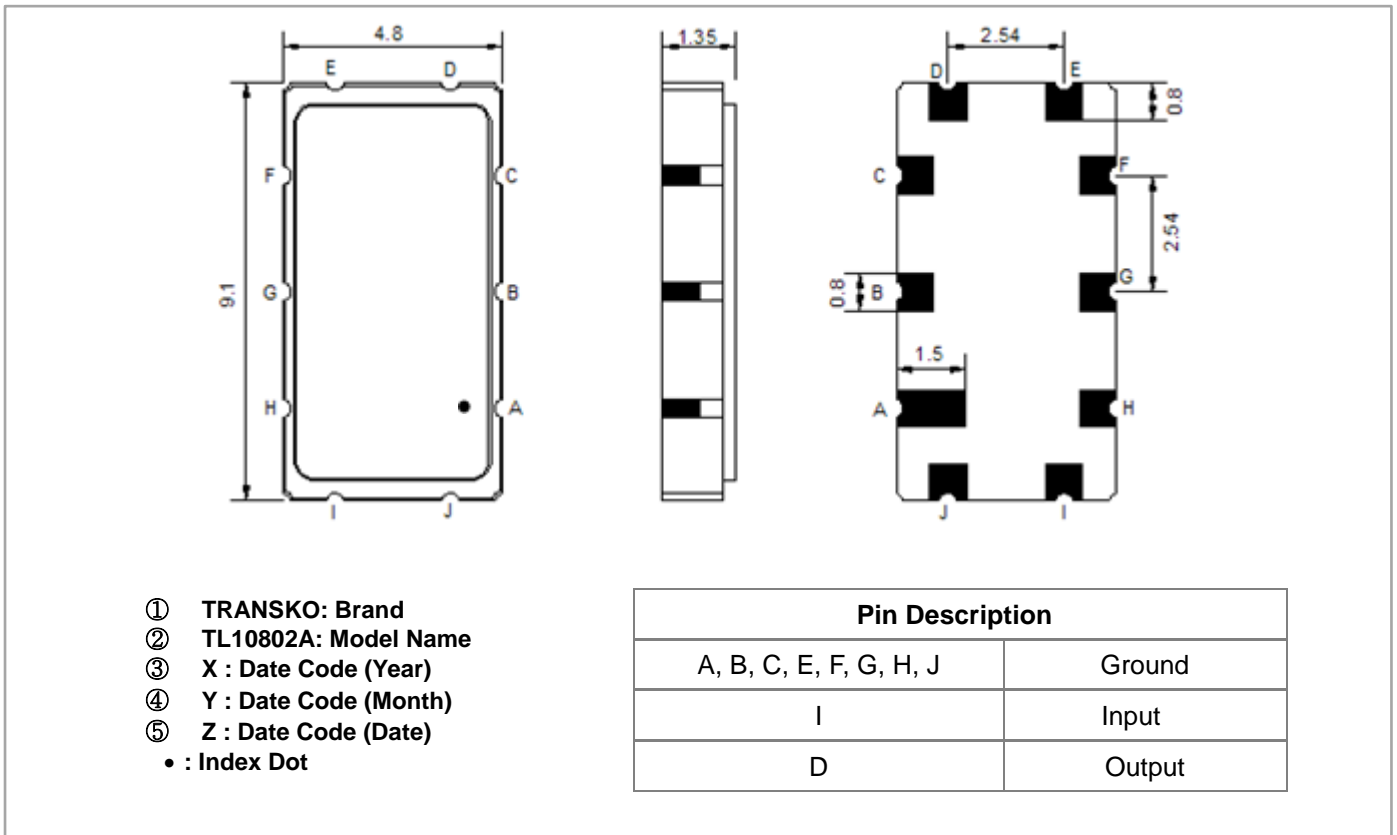 4.8
1.35
2.54
E D
D E
0.8
F C
C F
9.1
2.54
G B
0.8 B G
1.5
H A
A H
I J
J I
① TRANSKO: Brand
② TL10802A: Model Name
③ X : Date Code (Year)
④ Y : Date Code (Month)
⑤ Z : Date Code (Date)
• : Index Dot
Pin Description
A, B, C, E, F, G, H, J Ground
I Input
D Output